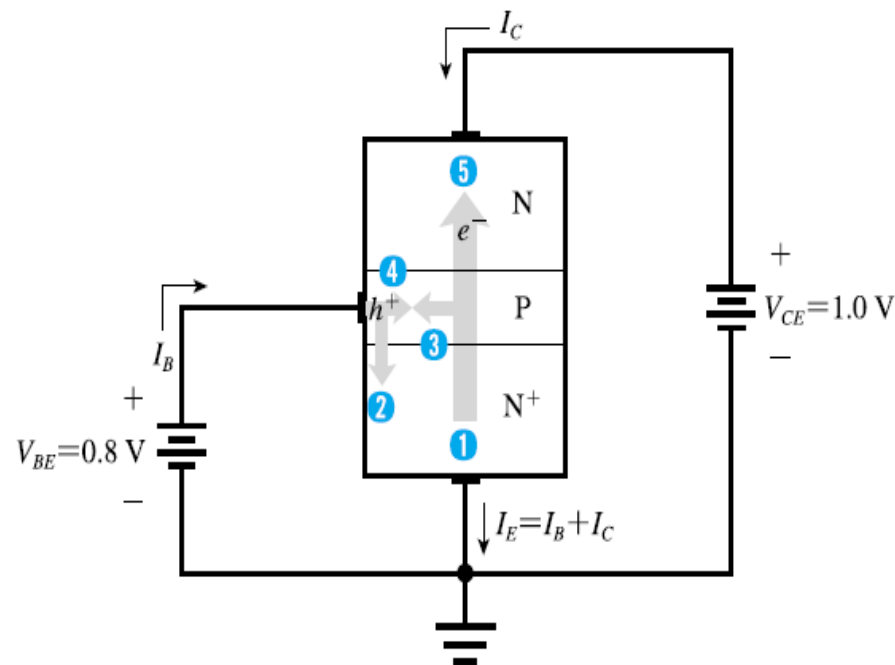 I_C
5
N
e⁻
4
+
I_B
h⁺
P
V_CE=1.0 V
3
−
+
2
N⁺
V_BE=0.8 V
1
−
I_E=I_B+I_C